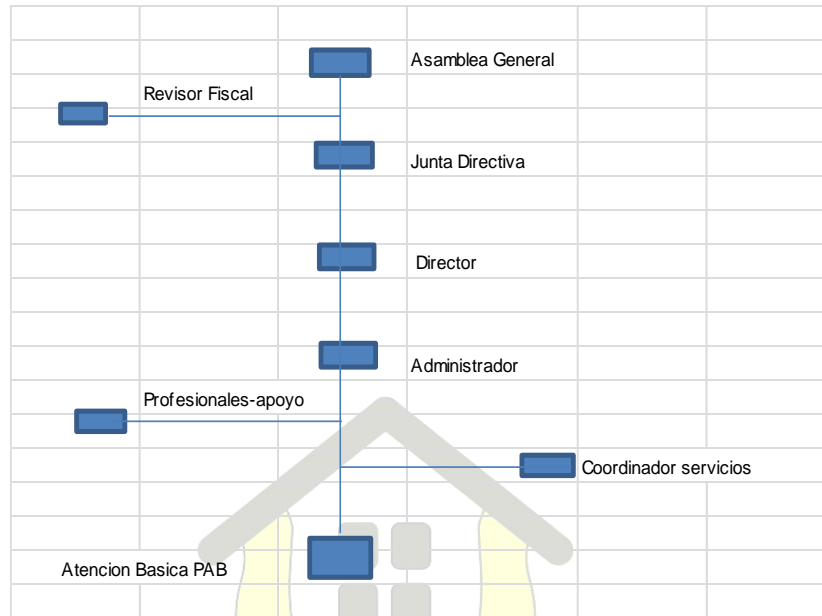 Asamblea General
Revisor Fiscal
Junta Directiva
Director
Administrador
Profesionales-apoyo
Coordinador servicios
Atencion Basica PAB